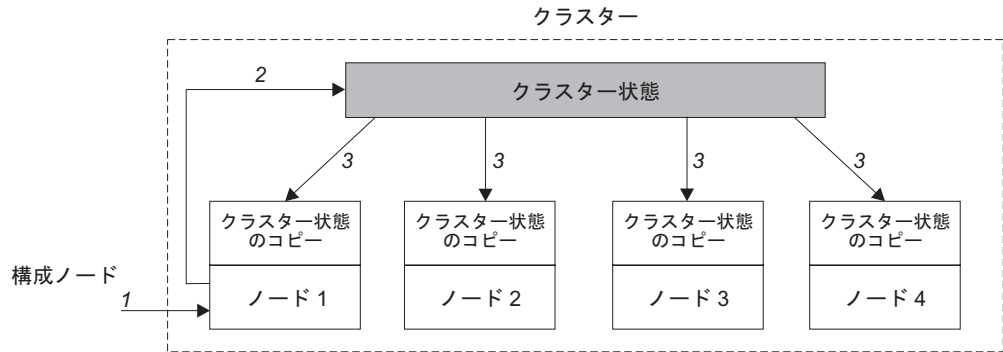 クラスター
2
クラスター状態
3
3
3
3
クラスター状態
のコピー
クラスター状態
のコピー
クラスター状態
のコピー
クラスター状態
のコピー
構成ノード
1
ノード 1
ノード 2
ノード 3
ノード 4